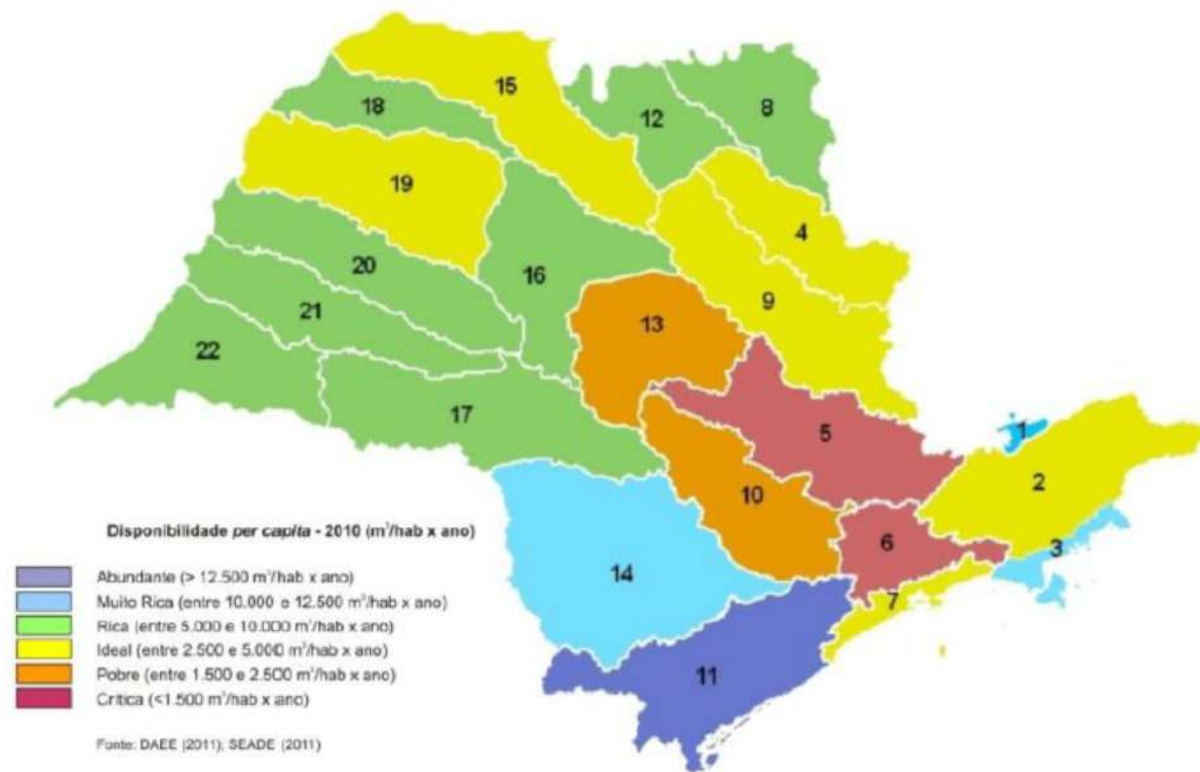 15
18
12
8
19
4
20
16
9
21
13
22
17
5
1
2
10
3
6
14
7
11
Disponibilidade per capita - 2010 (m³/hab x ano)
Abundante (> 12.500 m³/hab x ano)
Muito Rica (entre 10.000 e 12.500 m³/hab x ano)
Rica (entre 5.000 e 10.000 m³/hab x ano)
Ideal (entre 2.500 e 5.000 m³/hab x ano)
Pobre (entre 1.500 e 2.500 m³/hab x ano)
Crítica (<1.500 m³/hab x ano)
Fonte: DAEE (2011); SEADE (2011)